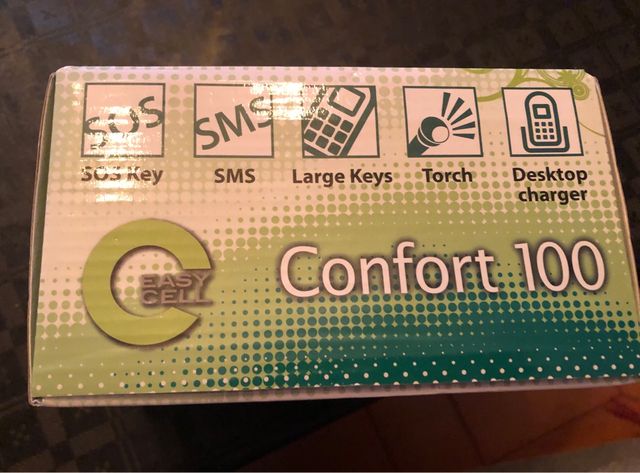 SOS SMS
SOS Key SMS Large Keys Torch Desktop charger
EASY
CELL
Confort 100